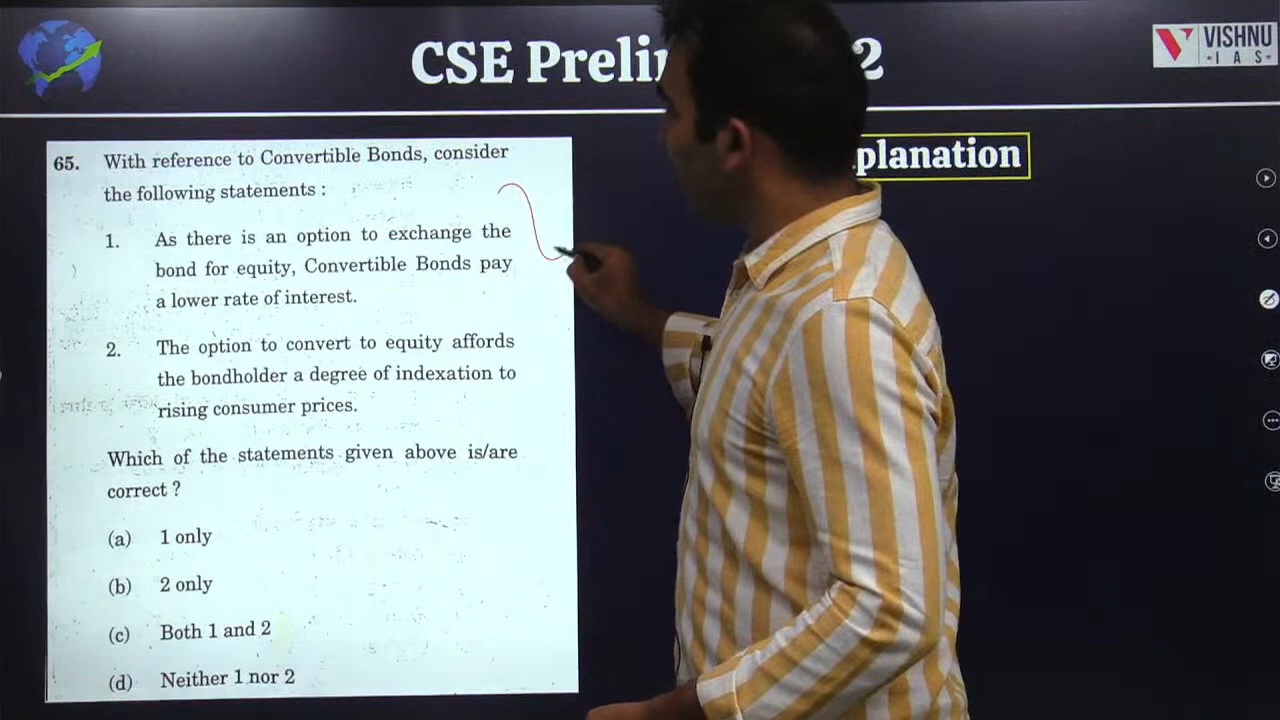 CSE Preli 2
VISHNU
I A S
planation
65. With reference to Convertible Bonds, consider
the following statements :
1. As there is an option to exchange the
bond for equity, Convertible Bonds pay
a lower rate of interest.
2. The option to convert to equity affords
the bondholder a degree of indexation to
rising consumer prices.
Which of the statements given above is/are
correct ?
(a) 1 only
(b) 2 only
(c) Both 1 and 2
(d) Neither 1 nor 2